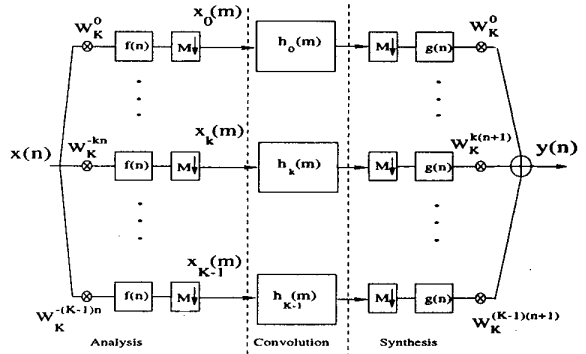 x_0(m)
W_K^0 f(n) M↓ h_0(m) M↓ g(n) W_K^0
x_k(m)
x(n) W_K^{-kn} f(n) M↓ h_k(m) M↓ g(n) W_K^{k(n+1)} y(n)
x_{K-1}(m)
W_K^{-(K-1)n} f(n) M↓ h_{K-1}(m) M↓ g(n) W_K^{(K-1)(n+1)}
Analysis Convolution Synthesis